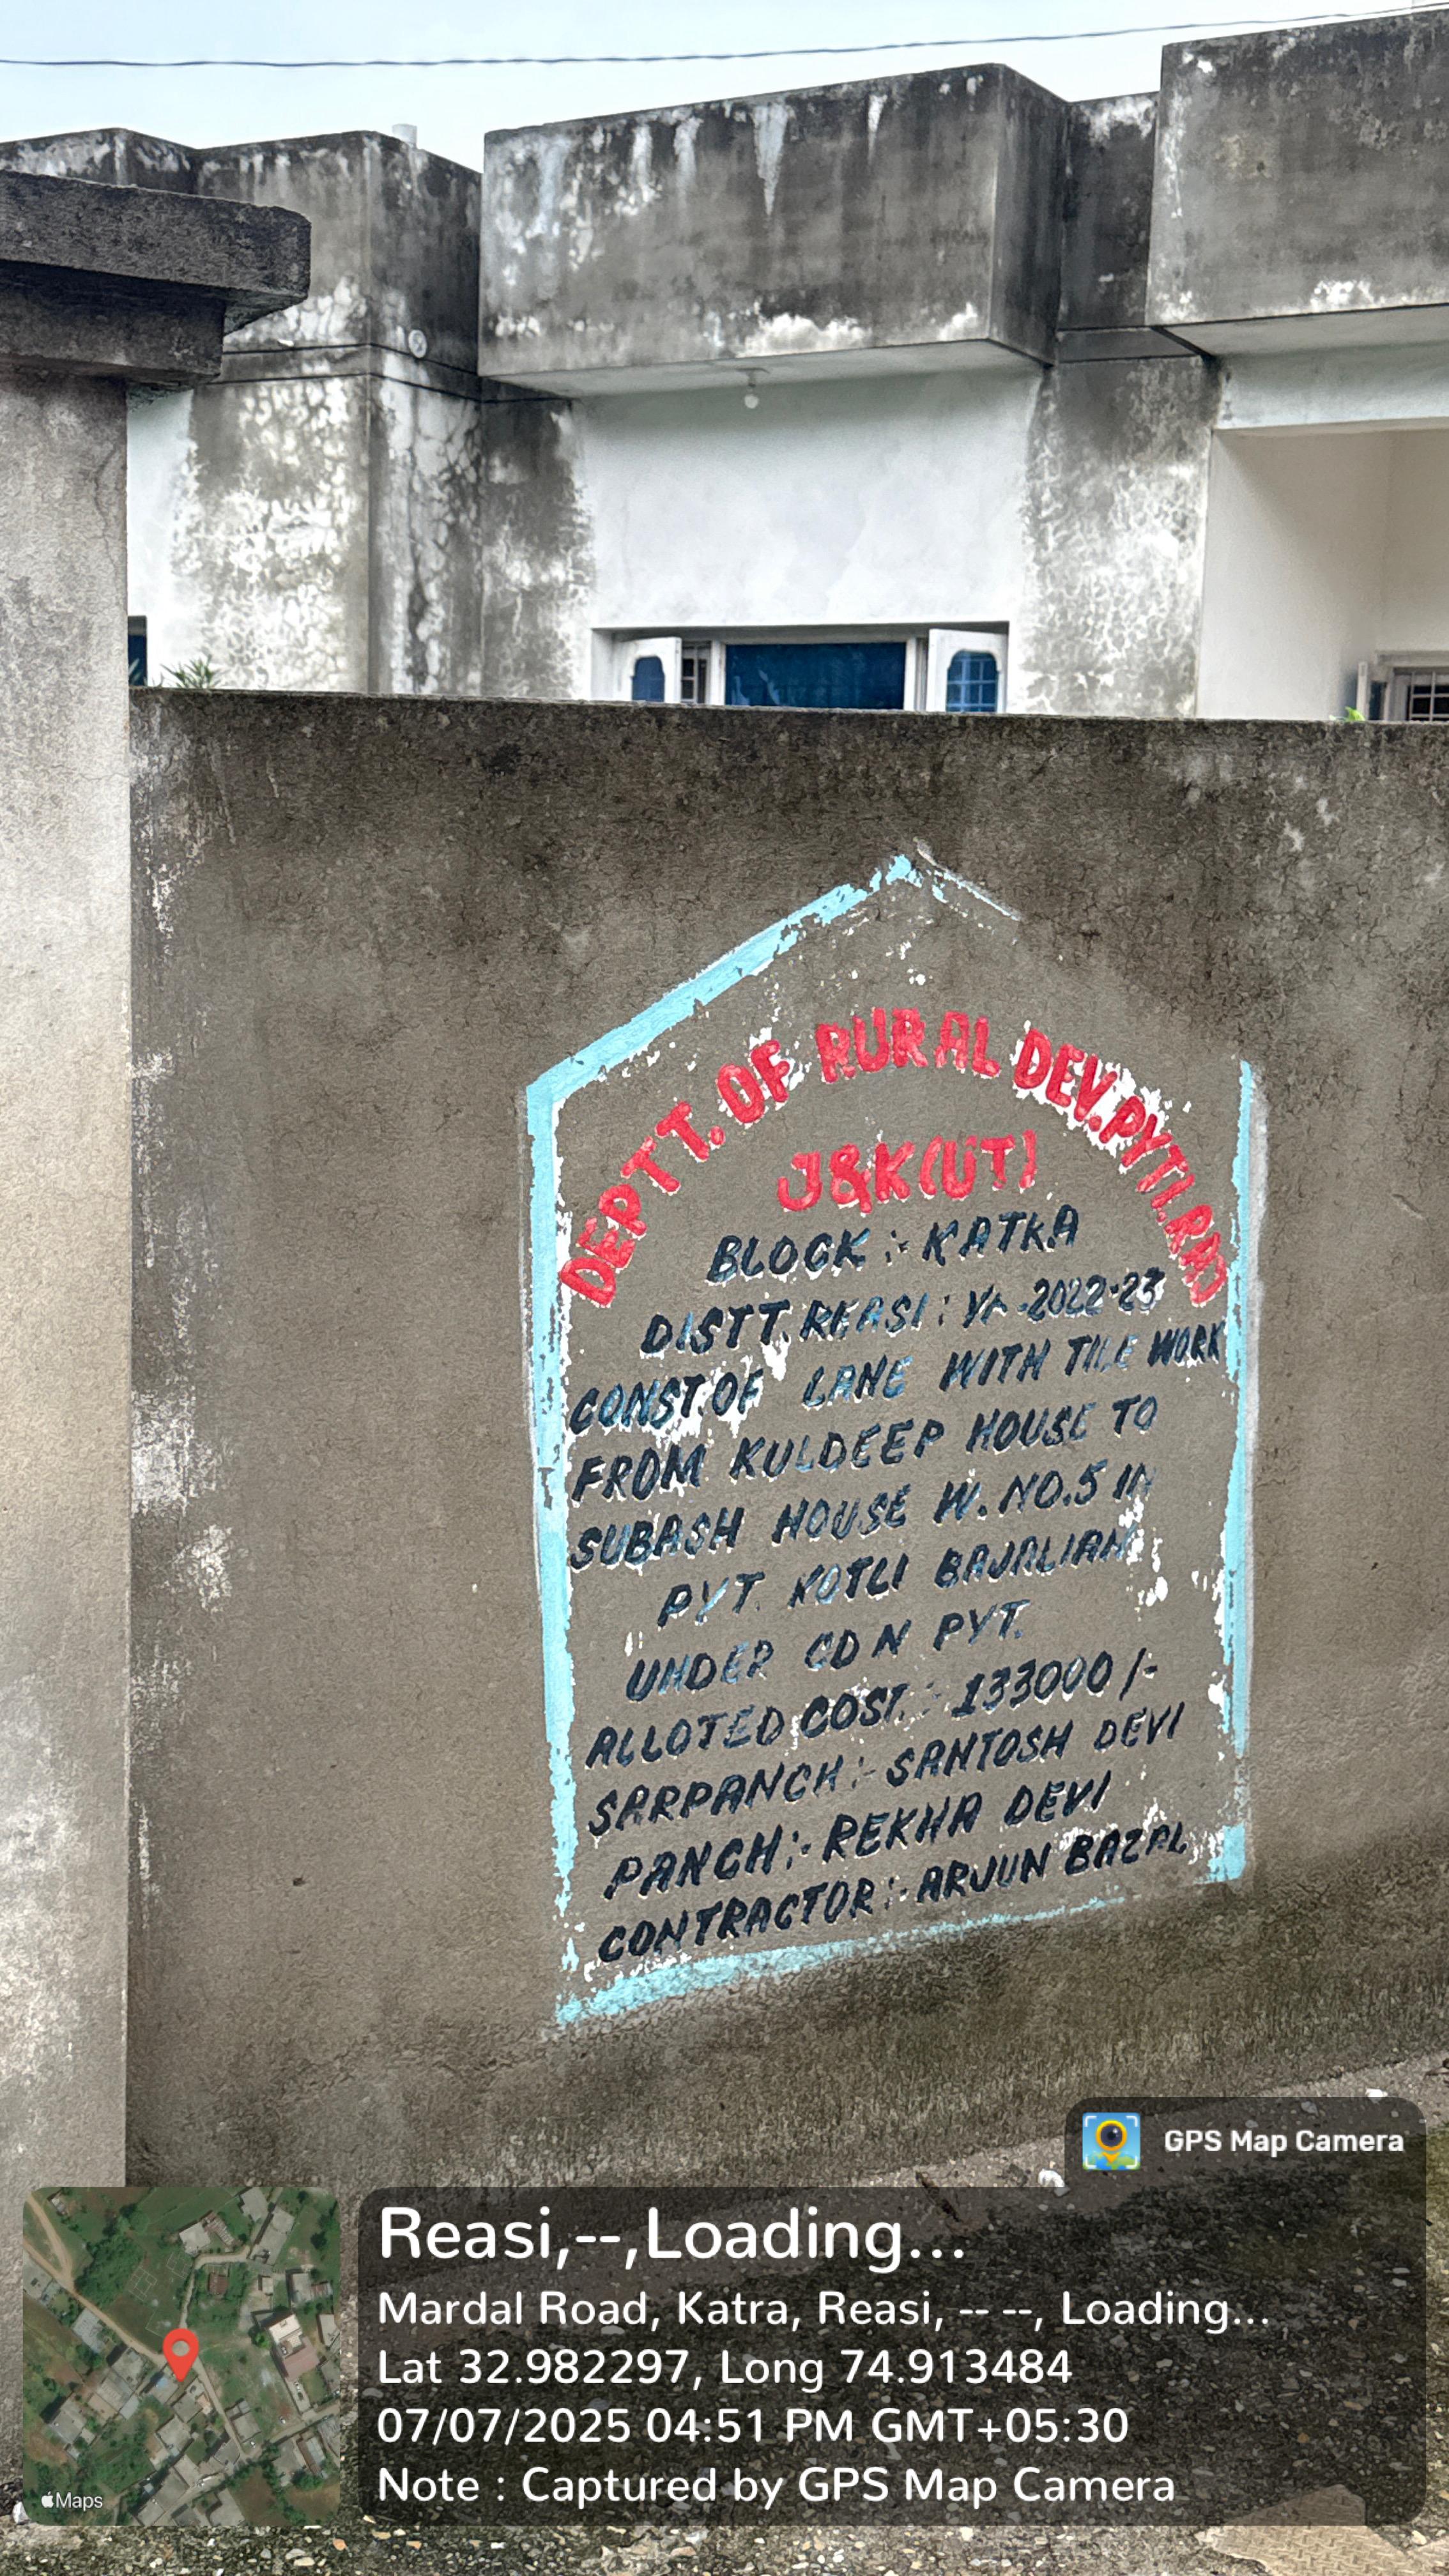 DEPTT. OF RURAL DEV. PYTI. RAJ
J&K(UT)
BLOCK :- KATRA
DISTT. REASI : YR-2022-23
CONST. OF LANE WITH TILE WORK
FROM KULDEEP HOUSE TO
SUBASH HOUSE W. NO.5 IN
PYT. KOTLI BAJALIAN
UNDER CDN PYT.
ALLOTED COST. :- 133000/-
SARPANCH :- SANTOSH DEVI
PANCH :- REKHA DEVI
CONTRACTOR :- ARJUN BAZAL
GPS Map Camera
Reasi,--,Loading...
Mardal Road, Katra, Reasi, -- --, Loading...
Lat 32.982297, Long 74.913484
07/07/2025 04:51 PM GMT+05:30
Note : Captured by GPS Map Camera
Maps